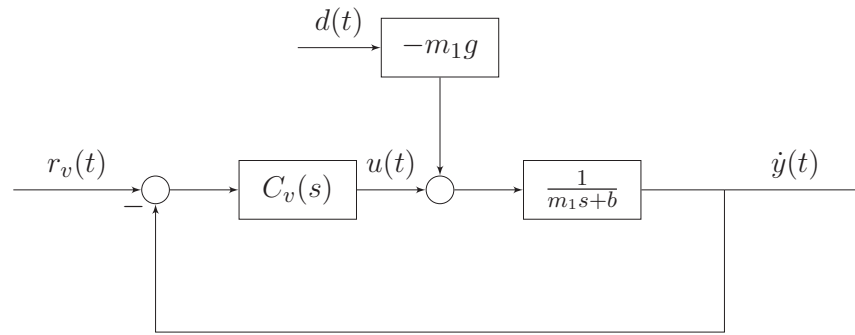 d(t)
−m₁g
r_v(t)
−
C_v(s)
u(t)
1/(m₁s+b)
ẏ(t)